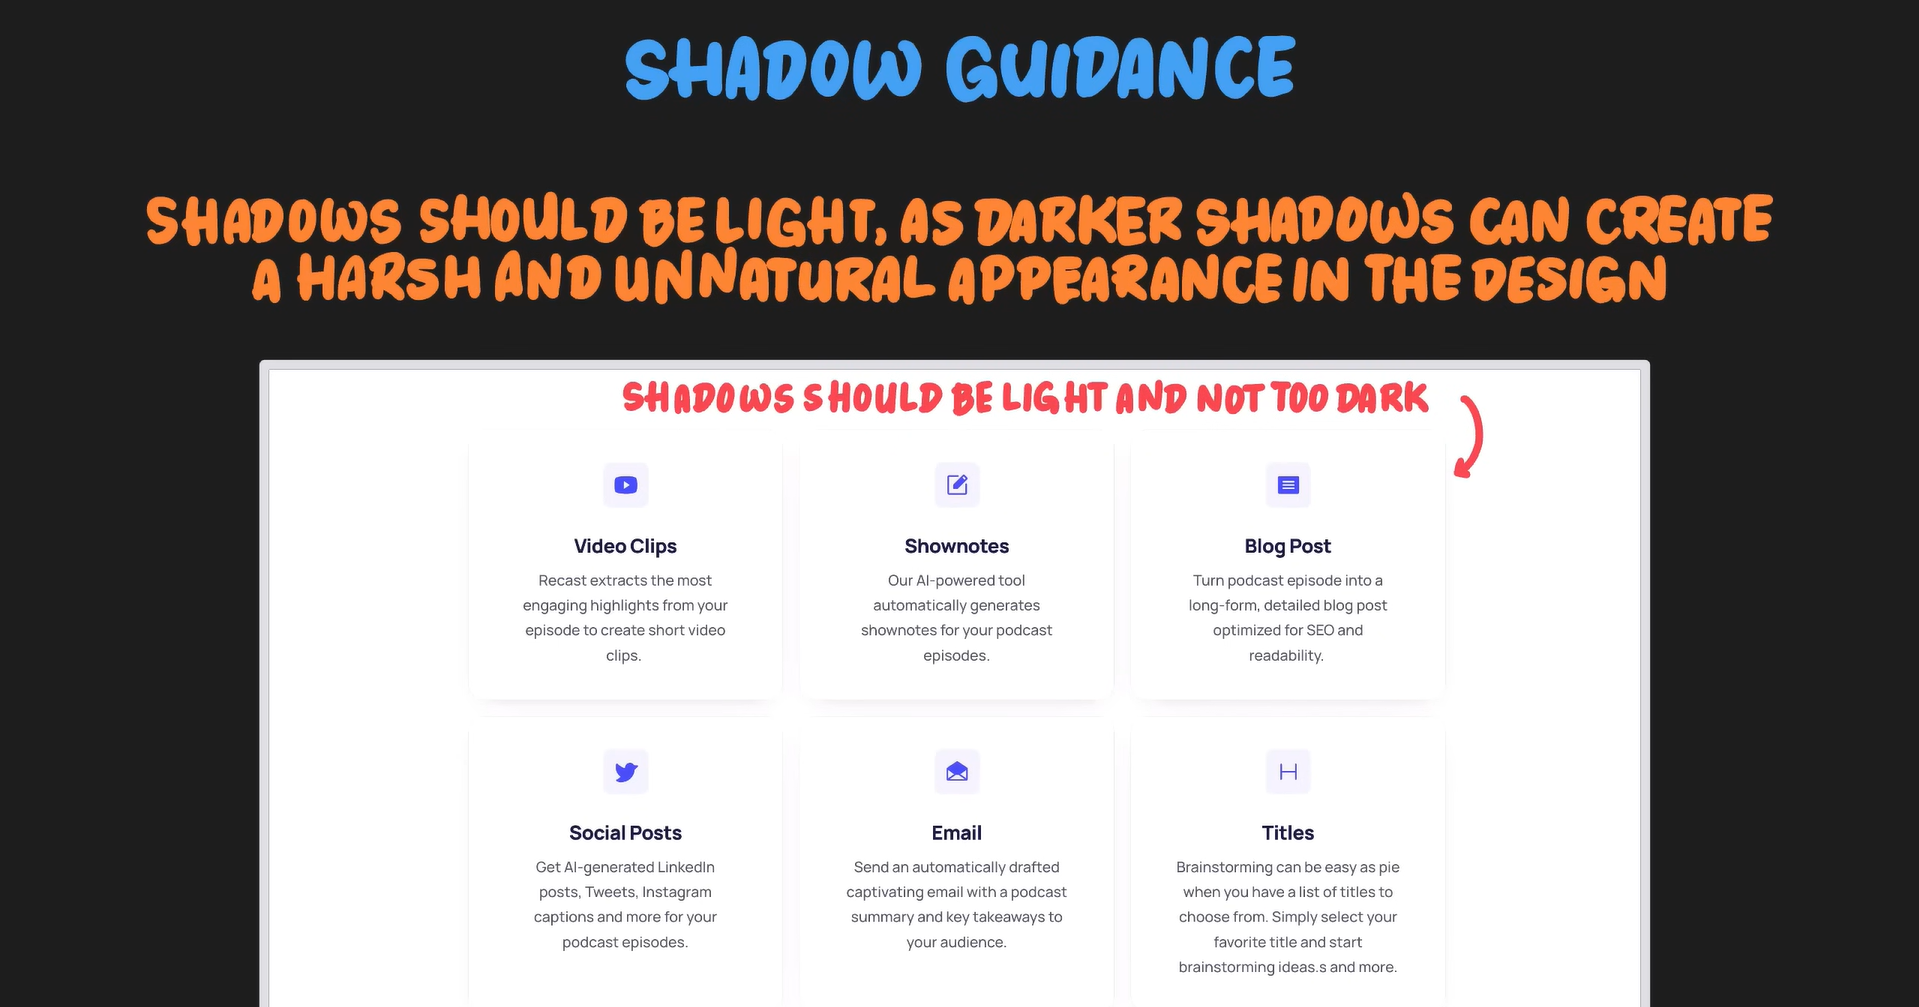 SHADOW GUIDANCE
SHADOWS SHOULD BE LIGHT, AS DARKER SHADOWS CAN CREATE
A HARSH AND UNNATURAL APPEARANCE IN THE DESIGN
SHADOWS SHOULD BE LIGHT AND NOT TOO DARK
Video Clips
Recast extracts the most
engaging highlights from your
episode to create short video
clips.
Shownotes
Our AI-powered tool
automatically generates
shownotes for your podcast
episodes.
Blog Post
Turn podcast episode into a
long-form, detailed blog post
optimized for SEO and
readability.
Social Posts
Get AI-generated LinkedIn
posts, Tweets, Instagram
captions and more for your
podcast episodes.
Email
Send an automatically drafted
captivating email with a podcast
summary and key takeaways to
your audience.
Titles
Brainstorming can be easy as pie
when you have a list of titles to
choose from. Simply select your
favorite title and start
brainstorming ideas.s and more.